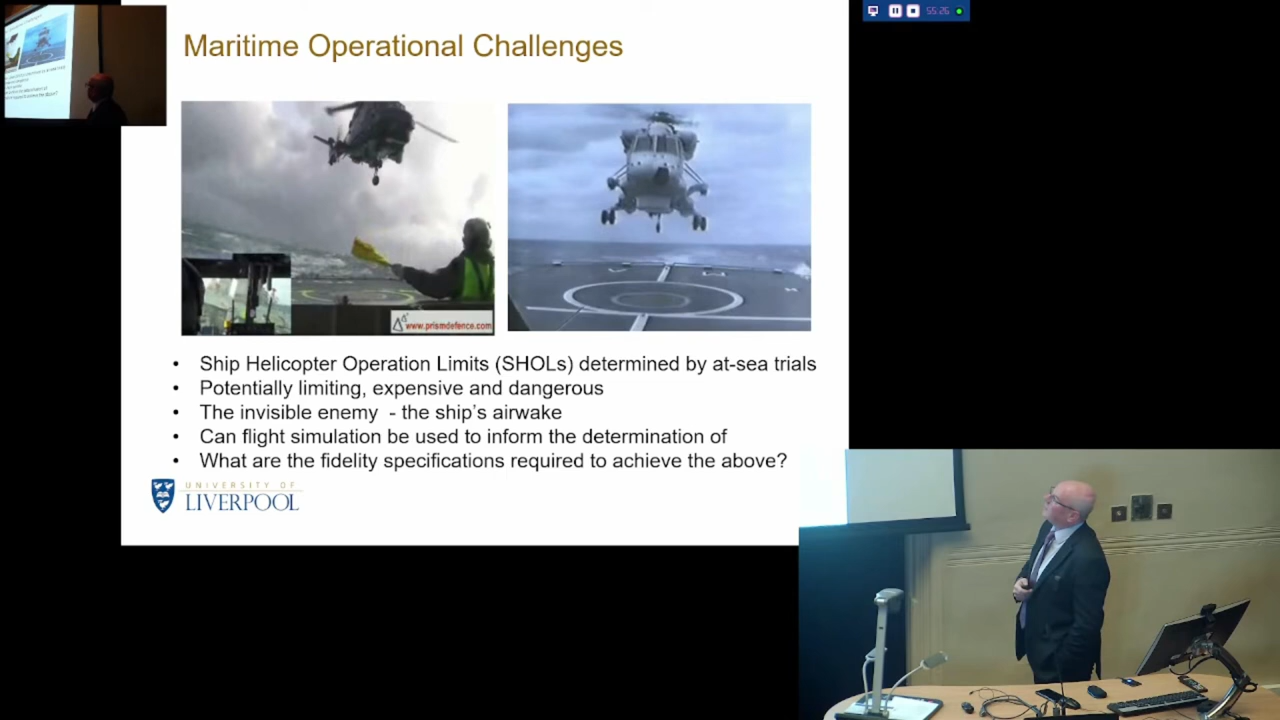 55:26
Maritime Operational Challenges
www.prismdefence.com
• Ship Helicopter Operation Limits (SHOLs) determined by at-sea trials
• Potentially limiting, expensive and dangerous
• The invisible enemy - the ship's airwake
• Can flight simulation be used to inform the determination of
• What are the fidelity specifications required to achieve the above?
UNIVERSITY OF
LIVERPOOL